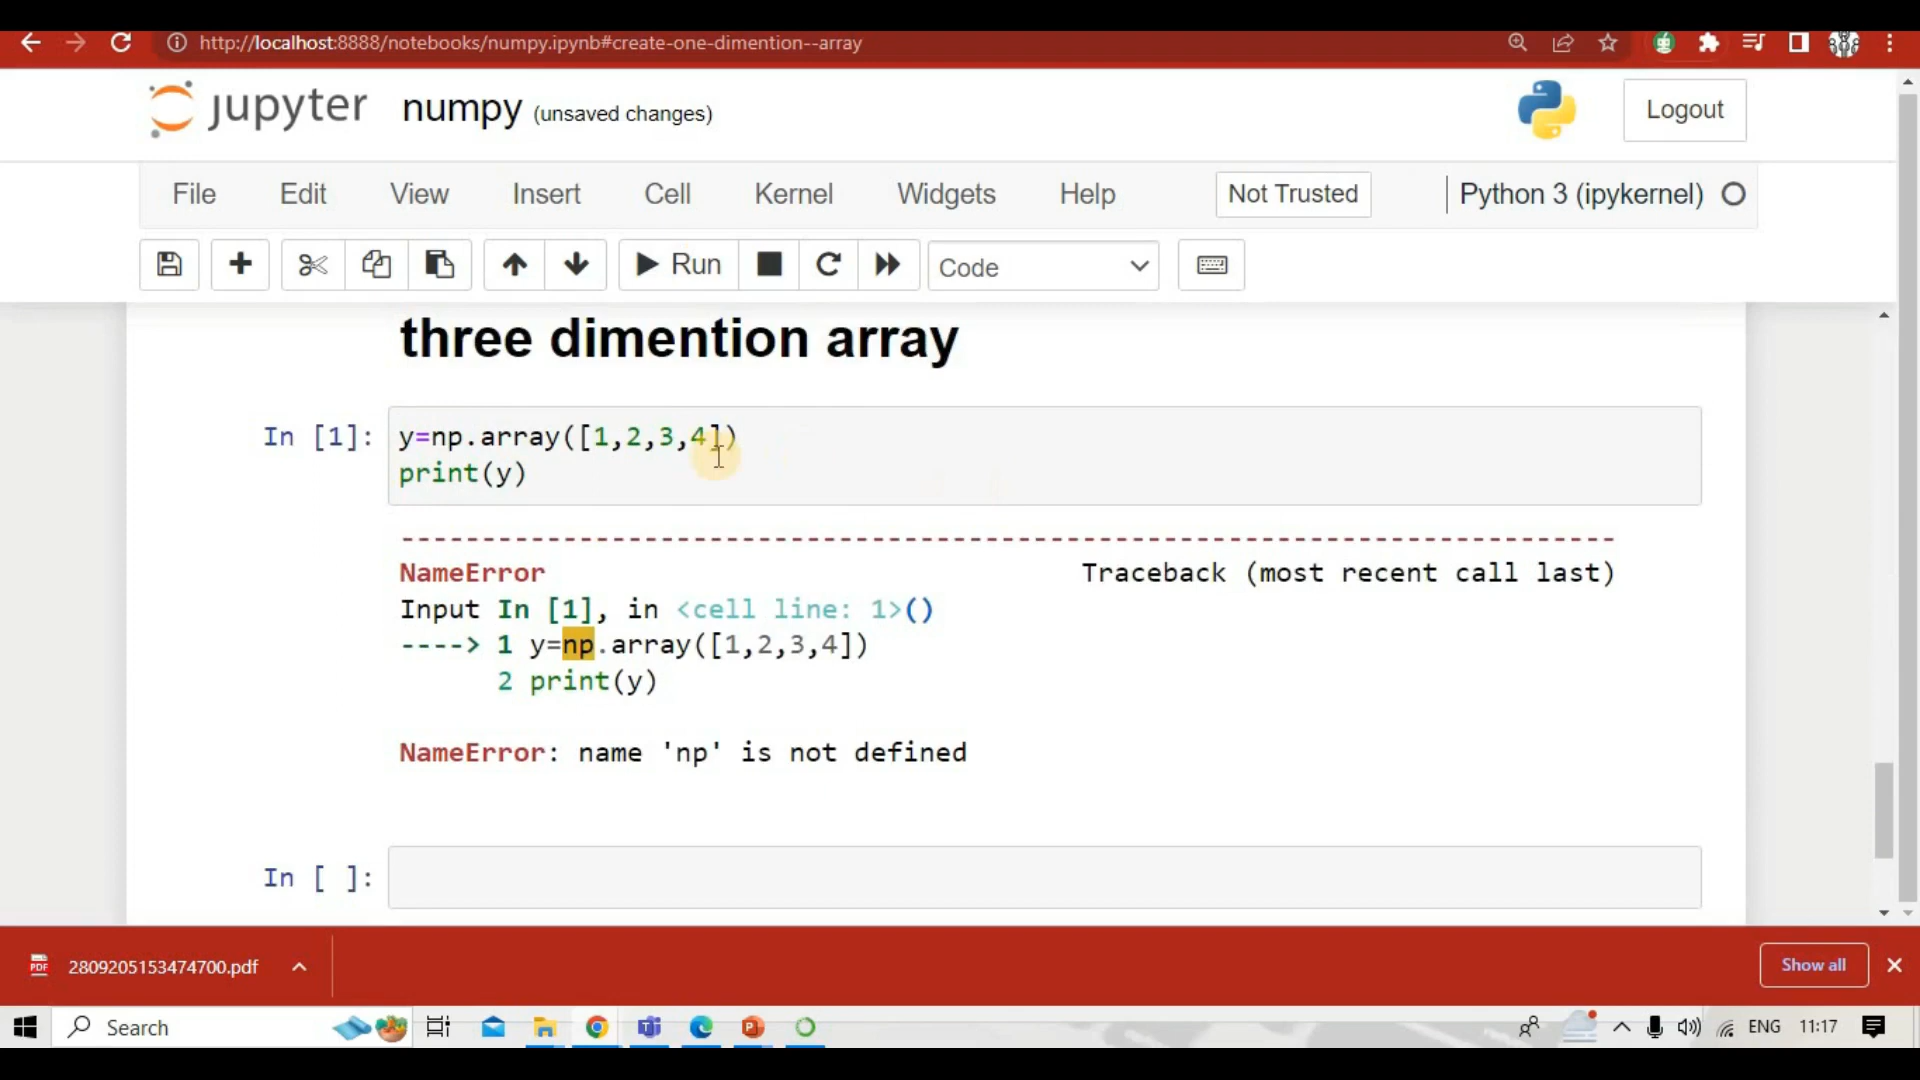 http://localhost:8888/notebooks/numpy.ipynb#create-one-dimention--array
jupyter numpy (unsaved changes) Logout
File Edit View Insert Cell Kernel Widgets Help Not Trusted Python 3 (ipykernel)
Run Code
three dimention array
In [1]: y=np.array([1,2,3,4])
print(y)
---------------------------------------------------------------------------
NameError Traceback (most recent call last)
Input In [1], in <cell line: 1>()
----> 1 y=np.array([1,2,3,4])
2 print(y)
NameError: name 'np' is not defined
In [ ]:
PDF 2809205153474700.pdf Show all
Search ENG 11:17